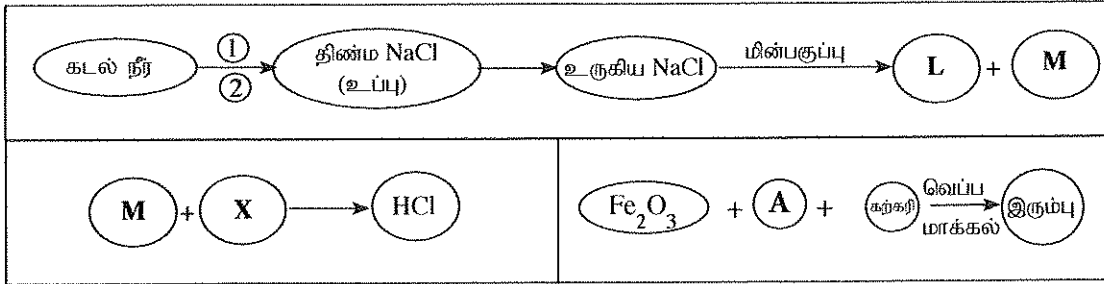 கடல் நீர்
①
②
திண்ம NaCl
(உப்பு)
உருகிய NaCl
மின்பகுப்பு
L + M
M + X
HCl
Fe₂O₃ + A + கற்கரி
வெப்ப
மாக்கல்
இரும்பு